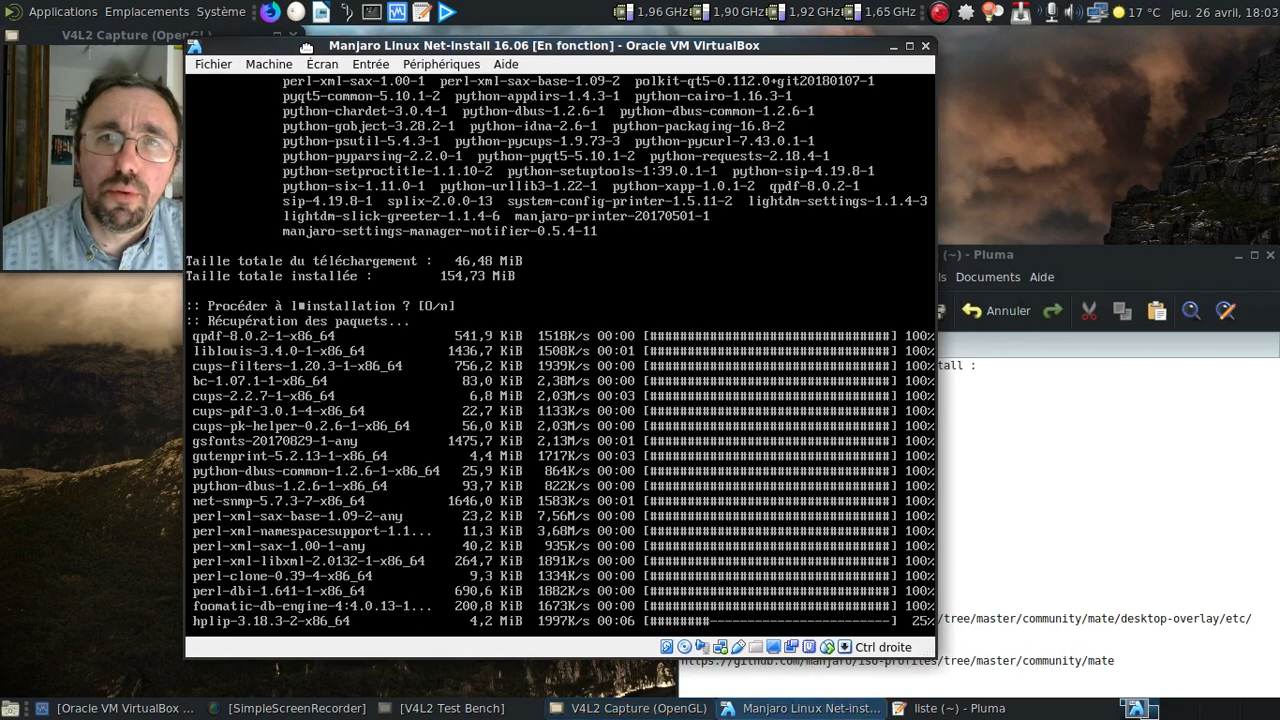 Applications Emplacements Système 1,96 GHz 1,90 GHz 1,92 GHz 1,65 GHz 17 °C jeu. 26 avril, 18:03
V4L2 Capture (OpenGL)
Manjaro Linux Net-install 16.06 [En fonction] - Oracle VM VirtualBox
Fichier Machine Écran Entrée Périphériques Aide
perl-xml-sax-1.00-1 perl-xml-sax-base-1.09-2 polkit-qt5-0.112.0+git20180107-1
pyqt5-common-5.10.1-2 python-appdirs-1.4.3-1 python-cairo-1.16.3-1
python-chardet-3.0.4-1 python-dbus-1.2.6-1 python-dbus-common-1.2.6-1
python-gobject-3.28.2-1 python-idna-2.6-1 python-packaging-16.8-2
python-psutil-5.4.3-1 python-pycups-1.9.73-3 python-pycurl-7.43.0.1-1
python-pyparsing-2.2.0-1 python-pyqt5-5.10.1-2 python-requests-2.18.4-1
python-setproctitle-1.1.10-2 python-setuptools-1:39.0.1-1 python-sip-4.19.8-1
python-six-1.11.0-1 python-urllib3-1.22-1 python-xapp-1.0.1-2 qpdf-8.0.2-1
sip-4.19.8-1 splix-2.0.0-13 system-config-printer-1.5.11-2 lightdm-settings-1.1.4-3
lightdm-slick-greeter-1.1.4-6 manjaro-printer-20170501-1
manjaro-settings-manager-notifier-0.5.4-11
Taille totale du téléchargement : 46,48 MiB
Taille totale installée : 154,73 MiB
:: Procéder à l■installation ? [O/n]
:: Récupération des paquets...
qpdf-8.0.2-1-x86_64 541,9 KiB 1518K/s 00:00 [################################] 100%
liblouis-3.4.0-1-x86_64 1436,7 KiB 1508K/s 00:01 [################################] 100%
cups-filters-1.20.3-1-x86_64 756,2 KiB 1939K/s 00:00 [################################] 100%
bc-1.07.1-1-x86_64 83,0 KiB 2,38M/s 00:00 [################################] 100%
cups-2.2.7-1-x86_64 6,8 MiB 2,03M/s 00:03 [################################] 100%
cups-pdf-3.0.1-4-x86_64 22,7 KiB 1133K/s 00:00 [################################] 100%
cups-pk-helper-0.2.6-1-x86_64 56,0 KiB 2,03M/s 00:00 [################################] 100%
gsfonts-20170829-1-any 1475,7 KiB 2,13M/s 00:01 [################################] 100%
gutenprint-5.2.13-1-x86_64 4,4 MiB 1717K/s 00:03 [################################] 100%
python-dbus-common-1.2.6-1-x86_64 25,9 KiB 864K/s 00:00 [################################] 100%
python-dbus-1.2.6-1-x86_64 93,7 KiB 822K/s 00:00 [################################] 100%
net-snmp-5.7.3-7-x86_64 1646,0 KiB 1583K/s 00:01 [################################] 100%
perl-xml-sax-base-1.09-2-any 23,2 KiB 7,56M/s 00:00 [################################] 100%
perl-xml-namespacesupport-1.1... 11,3 KiB 3,68M/s 00:00 [################################] 100%
perl-xml-sax-1.00-1-any 40,2 KiB 935K/s 00:00 [################################] 100%
perl-xml-libxml-2.0132-1-x86_64 264,7 KiB 1891K/s 00:00 [################################] 100%
perl-clone-0.39-4-x86_64 9,3 KiB 1334K/s 00:00 [################################] 100%
perl-dbi-1.641-1-x86_64 690,6 KiB 1882K/s 00:00 [################################] 100%
foomatic-db-engine-4:4.0.13-1... 200,8 KiB 1673K/s 00:00 [################################] 100%
hplip-3.18.3-2-x86_64 4,2 MiB 1997K/s 00:06 [########------------------------] 25%
Ctrl droite
(~) - Pluma
ls Documents Aide
Annuler
tall :
/tree/master/community/mate/desktop-overlay/etc/
https://github.com/manjaro/iso-profiles/tree/master/community/mate
[Oracle VM VirtualBox ... [SimpleScreenRecorder] [V4L2 Test Bench] V4L2 Capture (OpenGL) Manjaro Linux Net-inst... liste (~) - Pluma